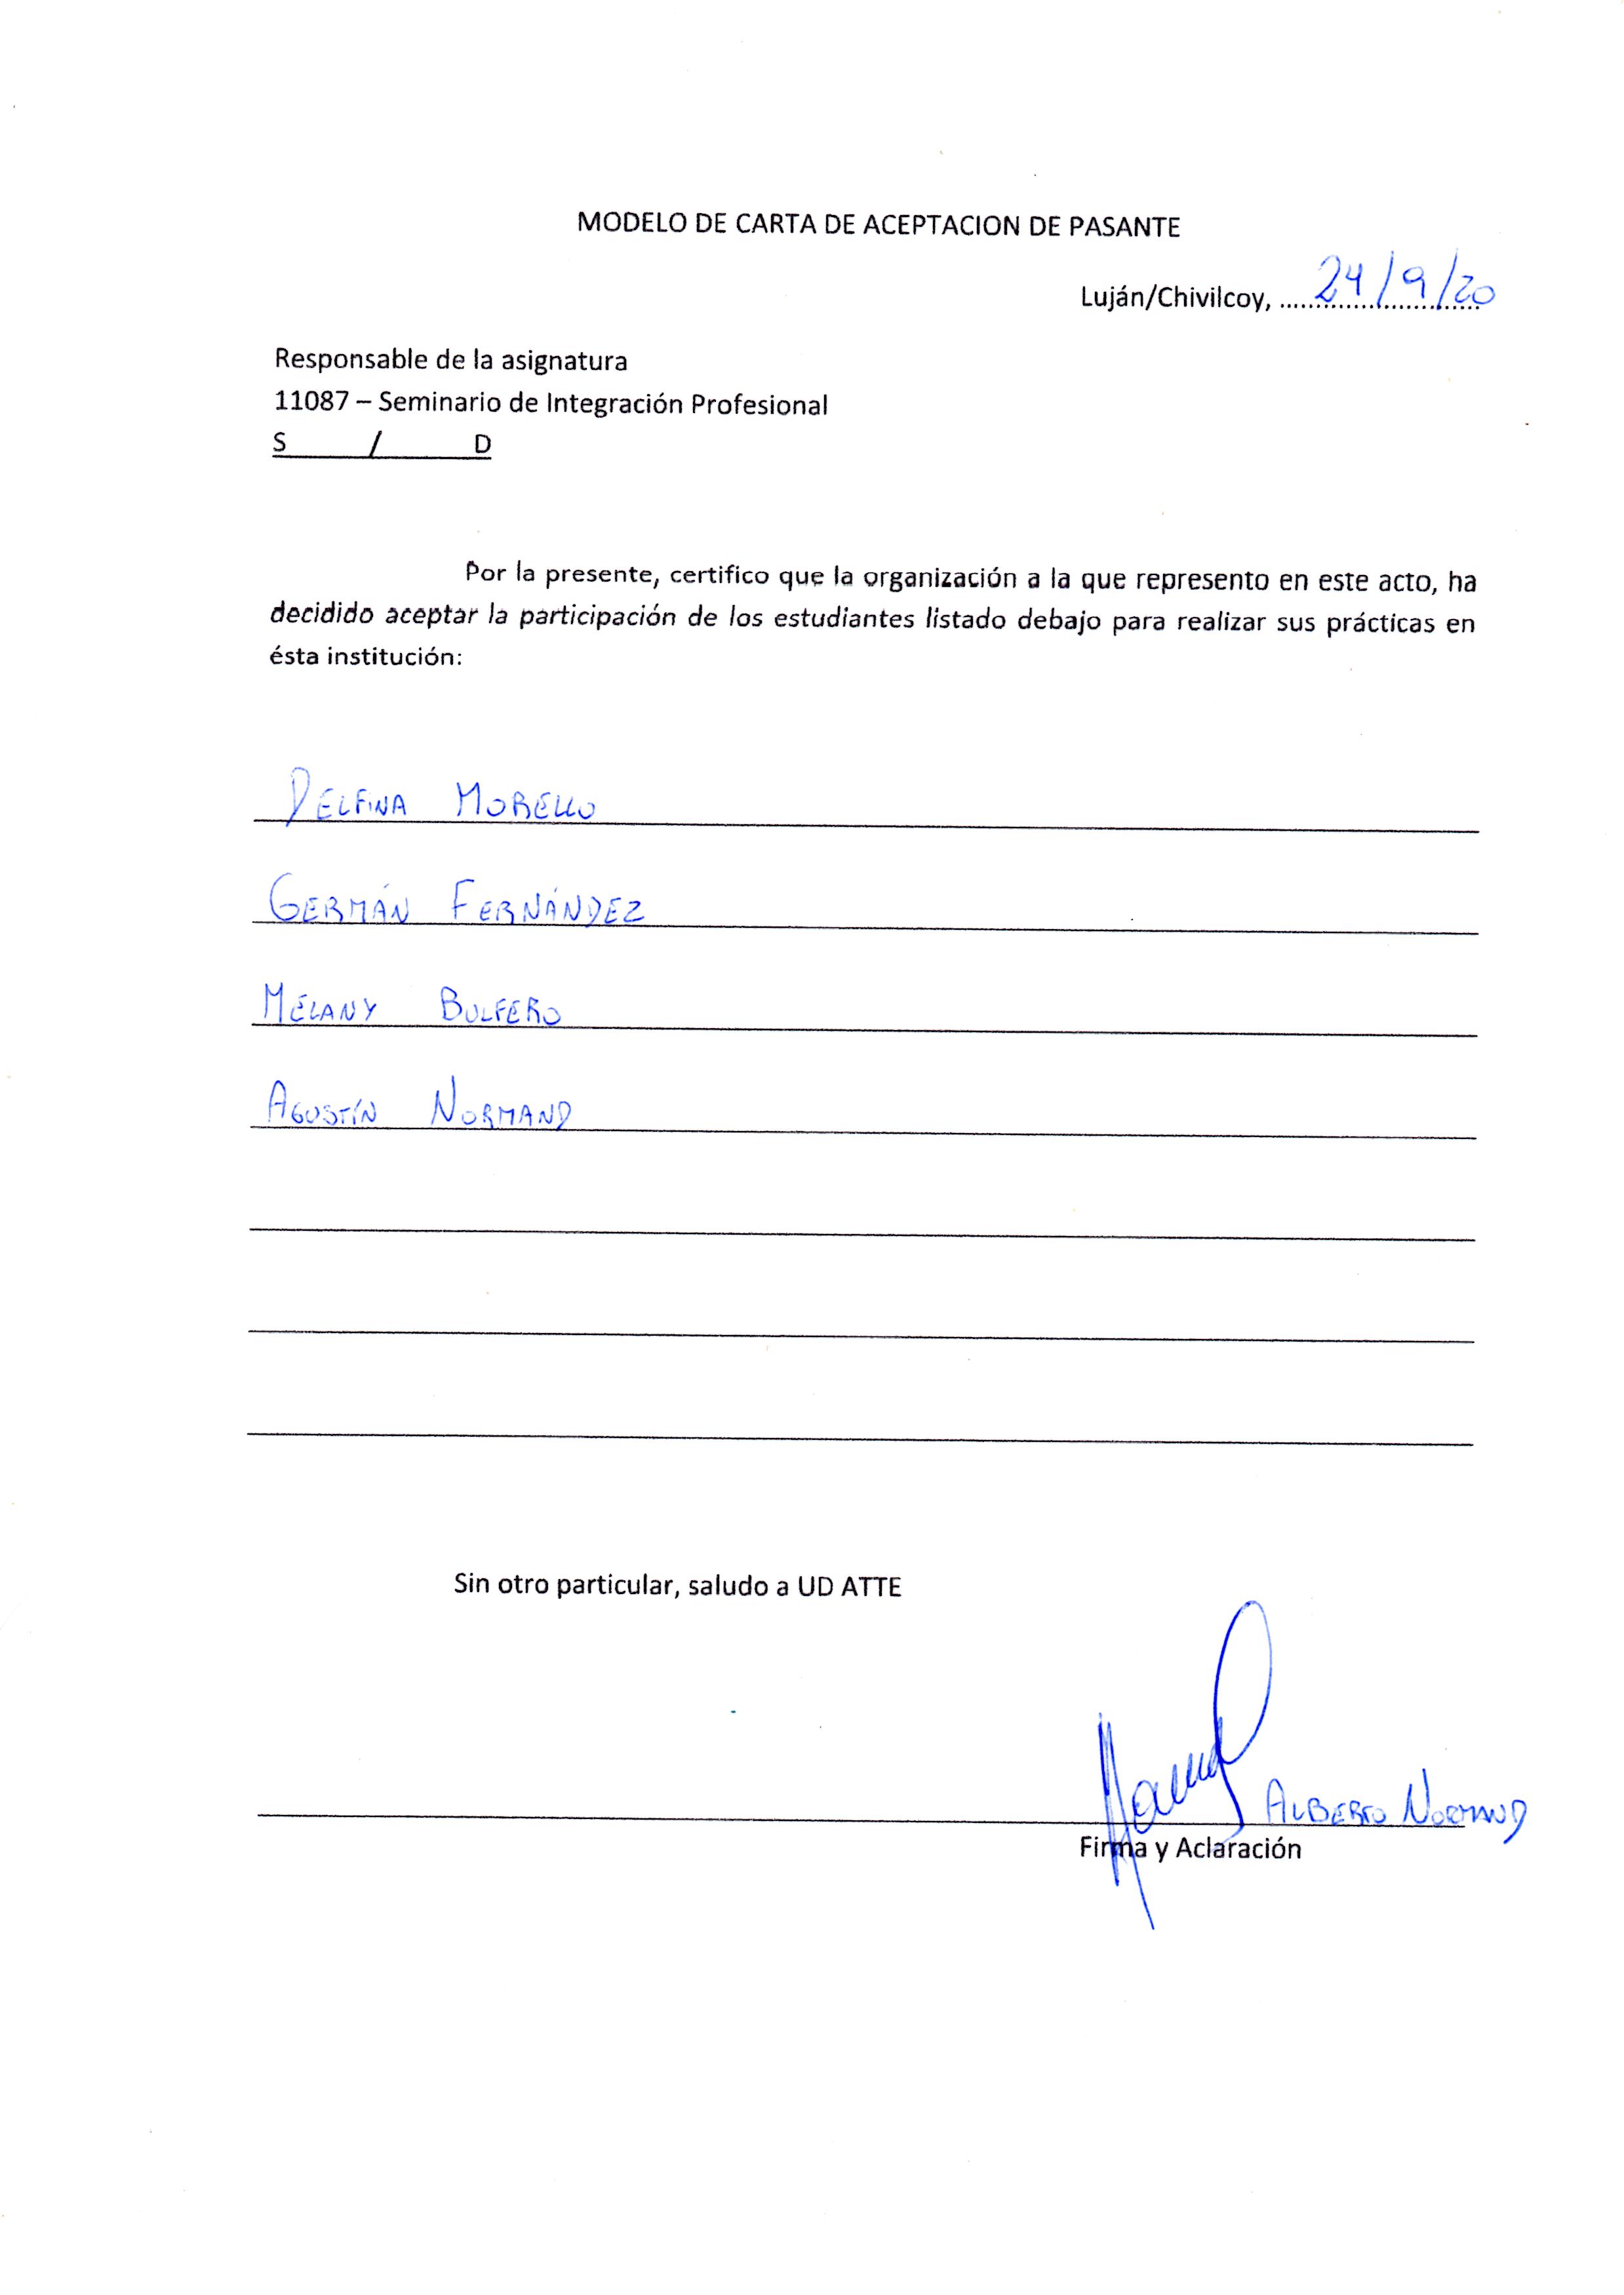 MODELO DE CARTA DE ACEPTACION DE PASANTE
Luján/Chivilcoy, ........................... 24/9/20
Responsable de la asignatura
11087 – Seminario de Integración Profesional
S / D
Por la presente, certifico que la organización a la que represento en este acto, ha
decidido aceptar la participación de los estudiantes listado debajo para realizar sus prácticas en
ésta institución:
DELFINA MORELLO
GERMÁN FERNÁNDEZ
MELANY BULFERO
AGUSTÍN NORMAND
Sin otro particular, saludo a UD ATTE
ALBERTO NORMAND
Firma y Aclaración